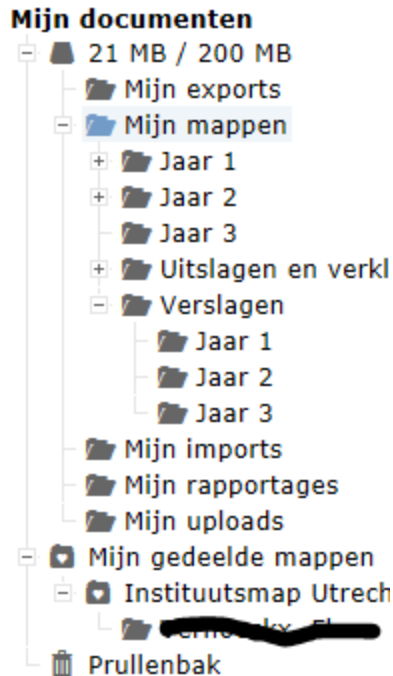 Mijn documenten
21 MB / 200 MB
Mijn exports
Mijn mappen
Jaar 1
Jaar 2
Jaar 3
Uitslagen en verkl
Verslagen
Jaar 1
Jaar 2
Jaar 3
Mijn imports
Mijn rapportages
Mijn uploads
Mijn gedeelde mappen
Instituutsmap Utrech
Prullenbak